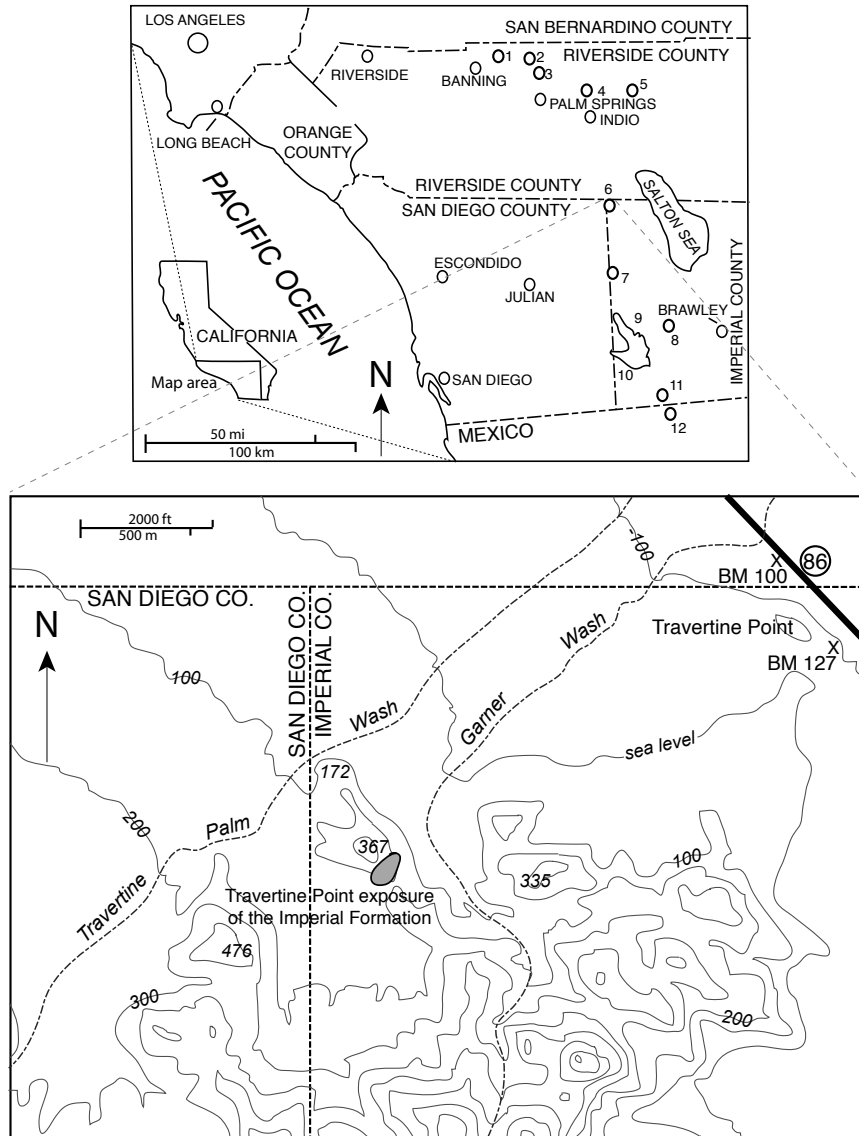 LOS ANGELES
SAN BERNARDINO COUNTY
RIVERSIDE COUNTY
RIVERSIDE
BANNING
1
2
3
4
5
PALM SPRINGS
INDIO
LONG BEACH
ORANGE
COUNTY
PACIFIC OCEAN
RIVERSIDE COUNTY
SAN DIEGO COUNTY
6
SALTON SEA
ESCONDIDO
JULIAN
7
IMPERIAL COUNTY
BRAWLEY
9
8
10
CALIFORNIA
Map area
SAN DIEGO
N
11
12
MEXICO
50 mi
100 km
2000 ft
500 m
-100
86
BM 100
SAN DIEGO CO.
SAN DIEGO CO.
IMPERIAL CO.
N
Travertine Point
BM 127
Wash
100
Wash
Garner
sea level
172
200
Palm
367
100
335
Travertine
Travertine Point exposure
of the Imperial Formation
476
300
200